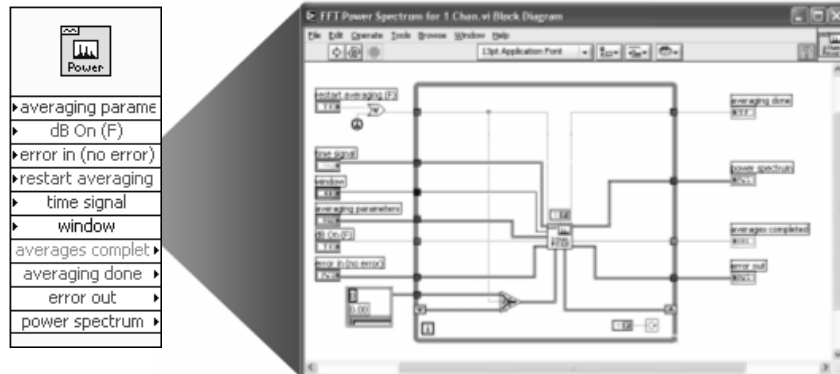 Power
averaging parame
dB On (F)
error in (no error)
restart averaging
time signal
window
averages complet
averaging done
error out
power spectrum
FFT Power Spectrum for 1 Chan.vi Block Diagram
File Edit Operate Tools Browse Window Help
13pt Application Font
restart averaging (F)
time signal
window
averaging parameters
dB On (F)
error in (no error)
0.00
i
averaging done
power spectrum
averages completed
error out